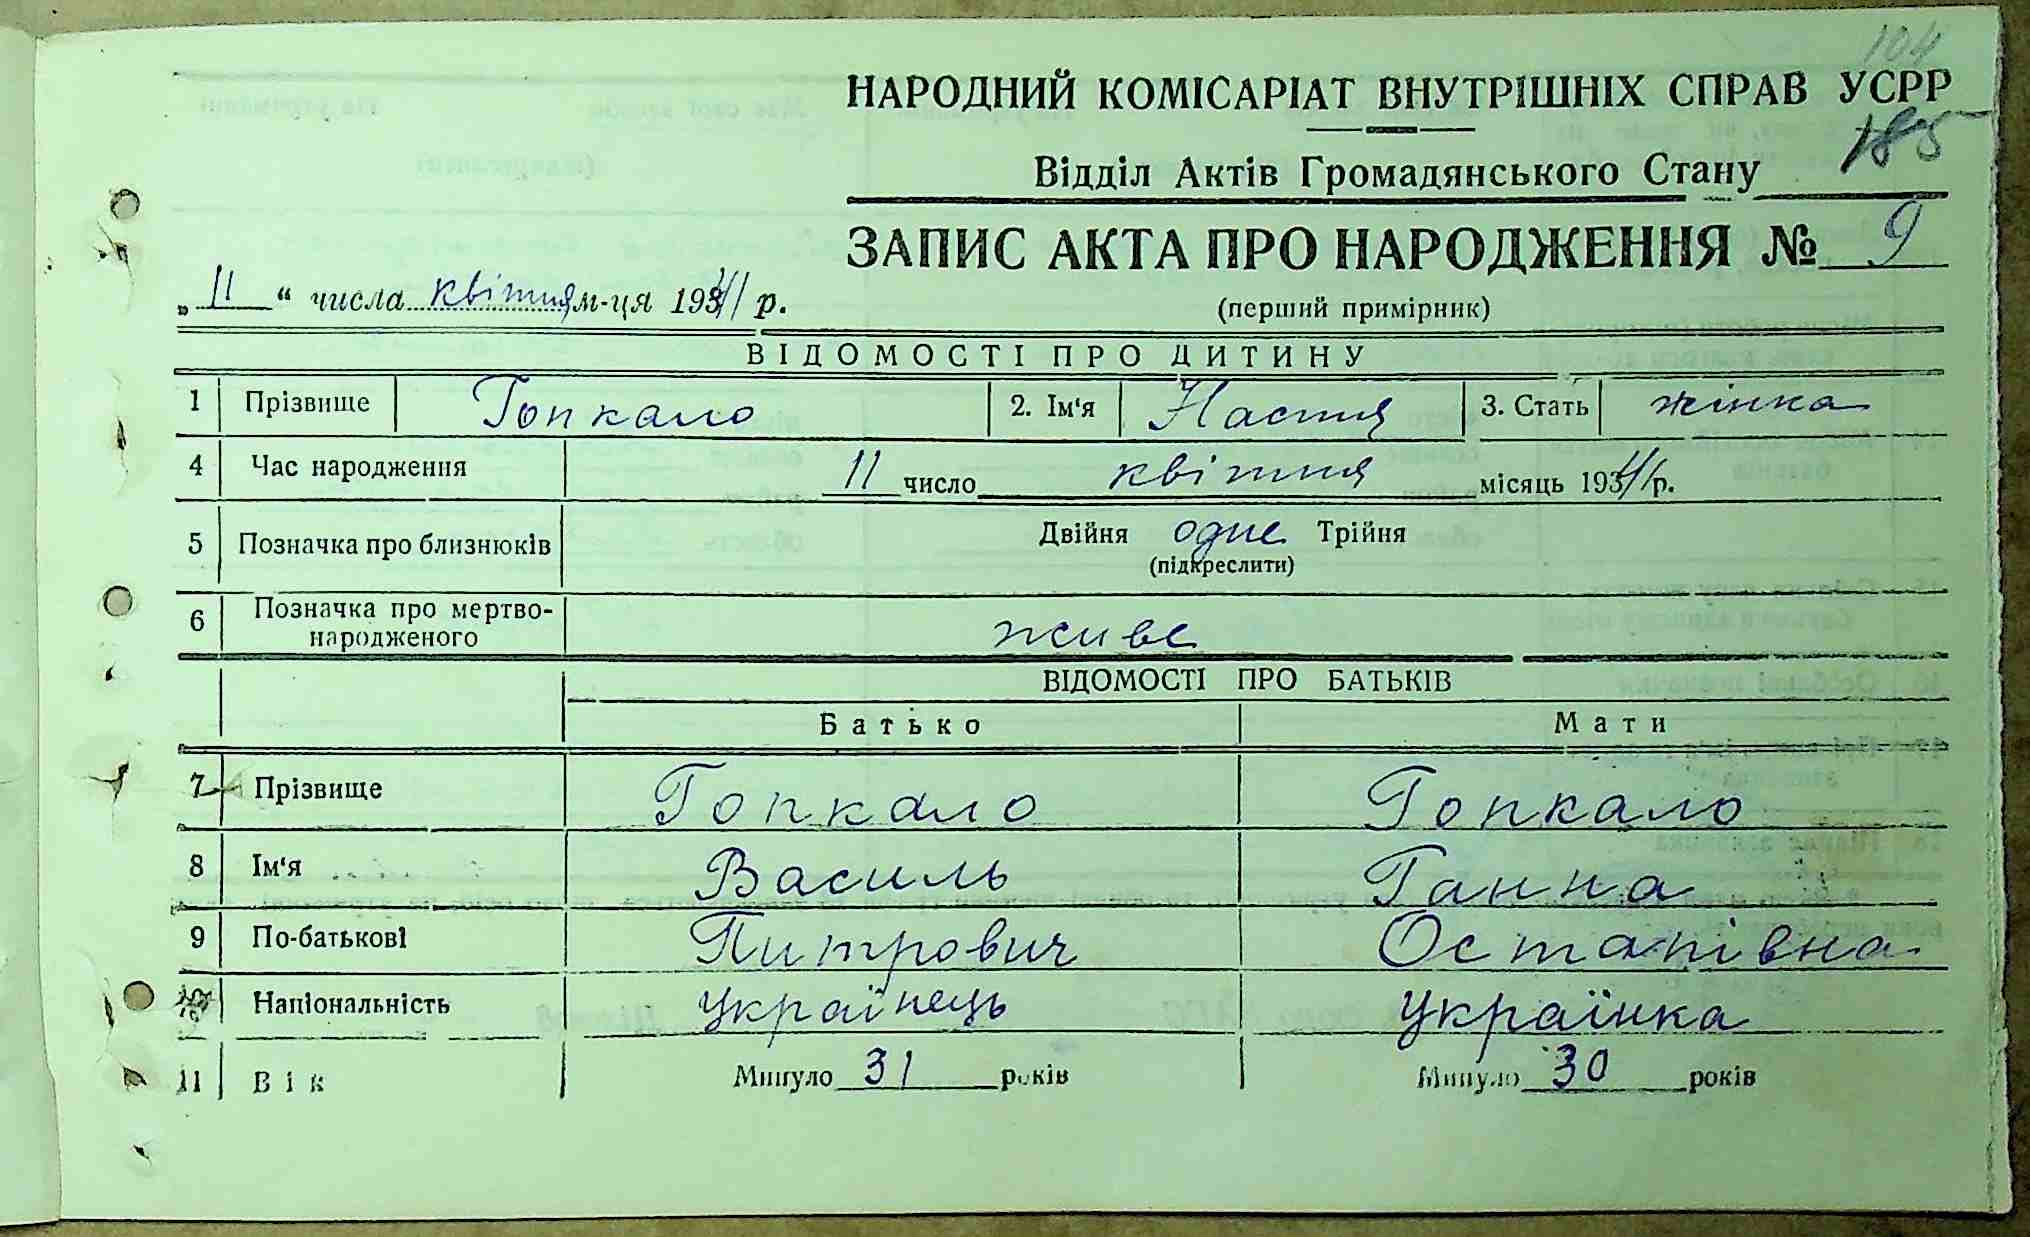 104
НАРОДНИЙ КОМІСАРІАТ ВНУТРІШНІХ СПРАВ УСРР
185
Відділ Актів Громадянського Стану
ЗАПИС АКТА ПРО НАРОДЖЕННЯ № 9
„ 11 “ числа квітня м-ця 1941 р.
(перший примірник)
ВІДОМОСТІ ПРО ДИТИНУ
1 Прізвище Гопкало 2. Ім'я Настя 3. Стать жінка
4 Час народження 11 число квітня місяць 1941 р.
5 Позначка про близнюків Двійня одне Трійня
(підкреслити)
6 Позначка про мертво-
народженого живе
ВІДОМОСТІ ПРО БАТЬКІВ
Батько Мати
7 Прізвище Гопкало Гопкало
8 Ім'я Василь Ганна
9 По-батькові Питрович Остапівна
Національність українець українка
11 Вік Минуло 31 років Минуло 30 років